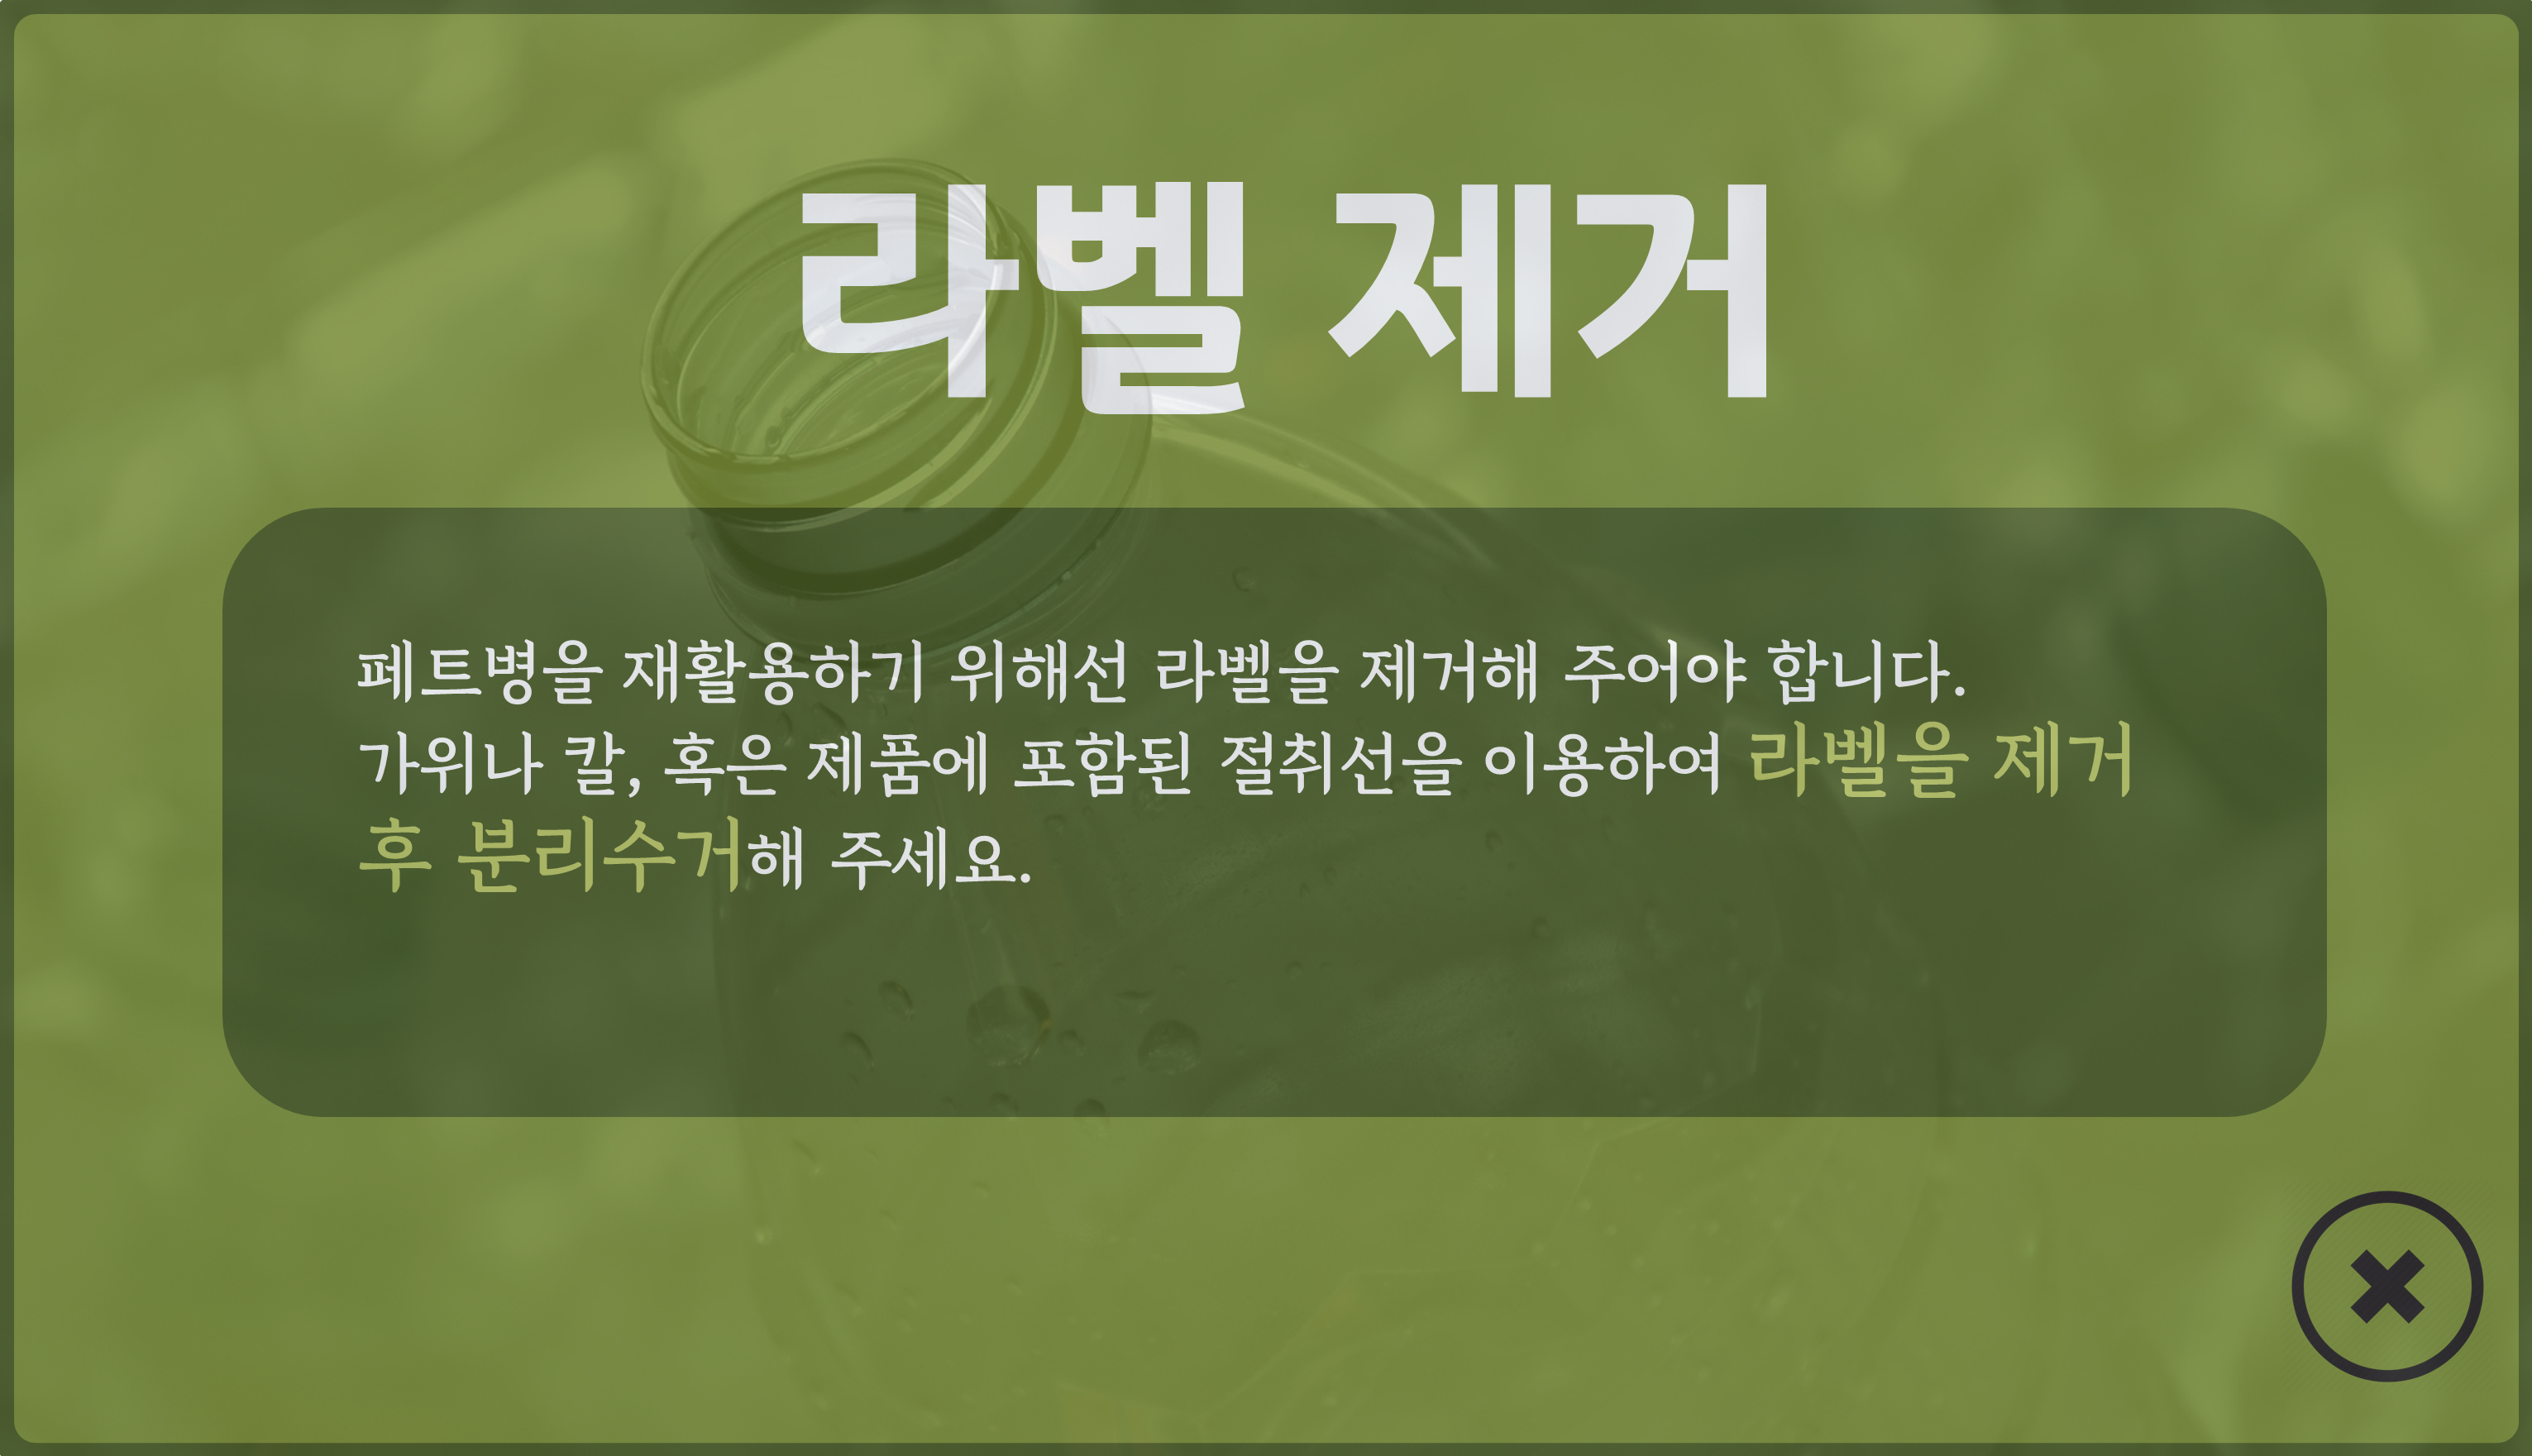 라벨 제거
페트병을 재활용하기 위해선 라벨을 제거해 주어야 합니다.
가위나 칼, 혹은 제품에 포함된 절취선을 이용하여 라벨을 제거
후 분리수거해 주세요.